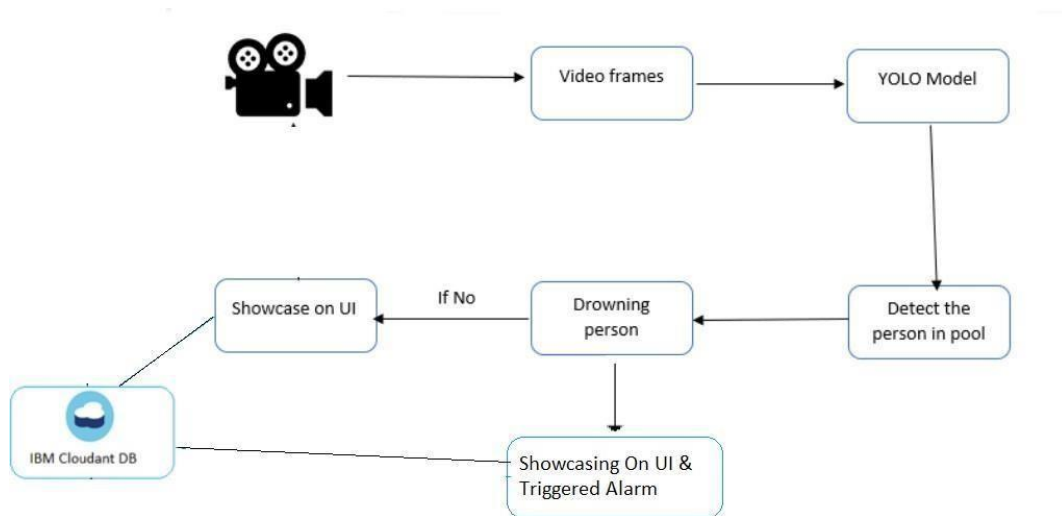 Video frames
YOLO Model
Detect the
person in pool
Drowning
person
If No
Showcase on UI
IBM Cloudant DB
Showcasing On UI &
Triggered Alarm